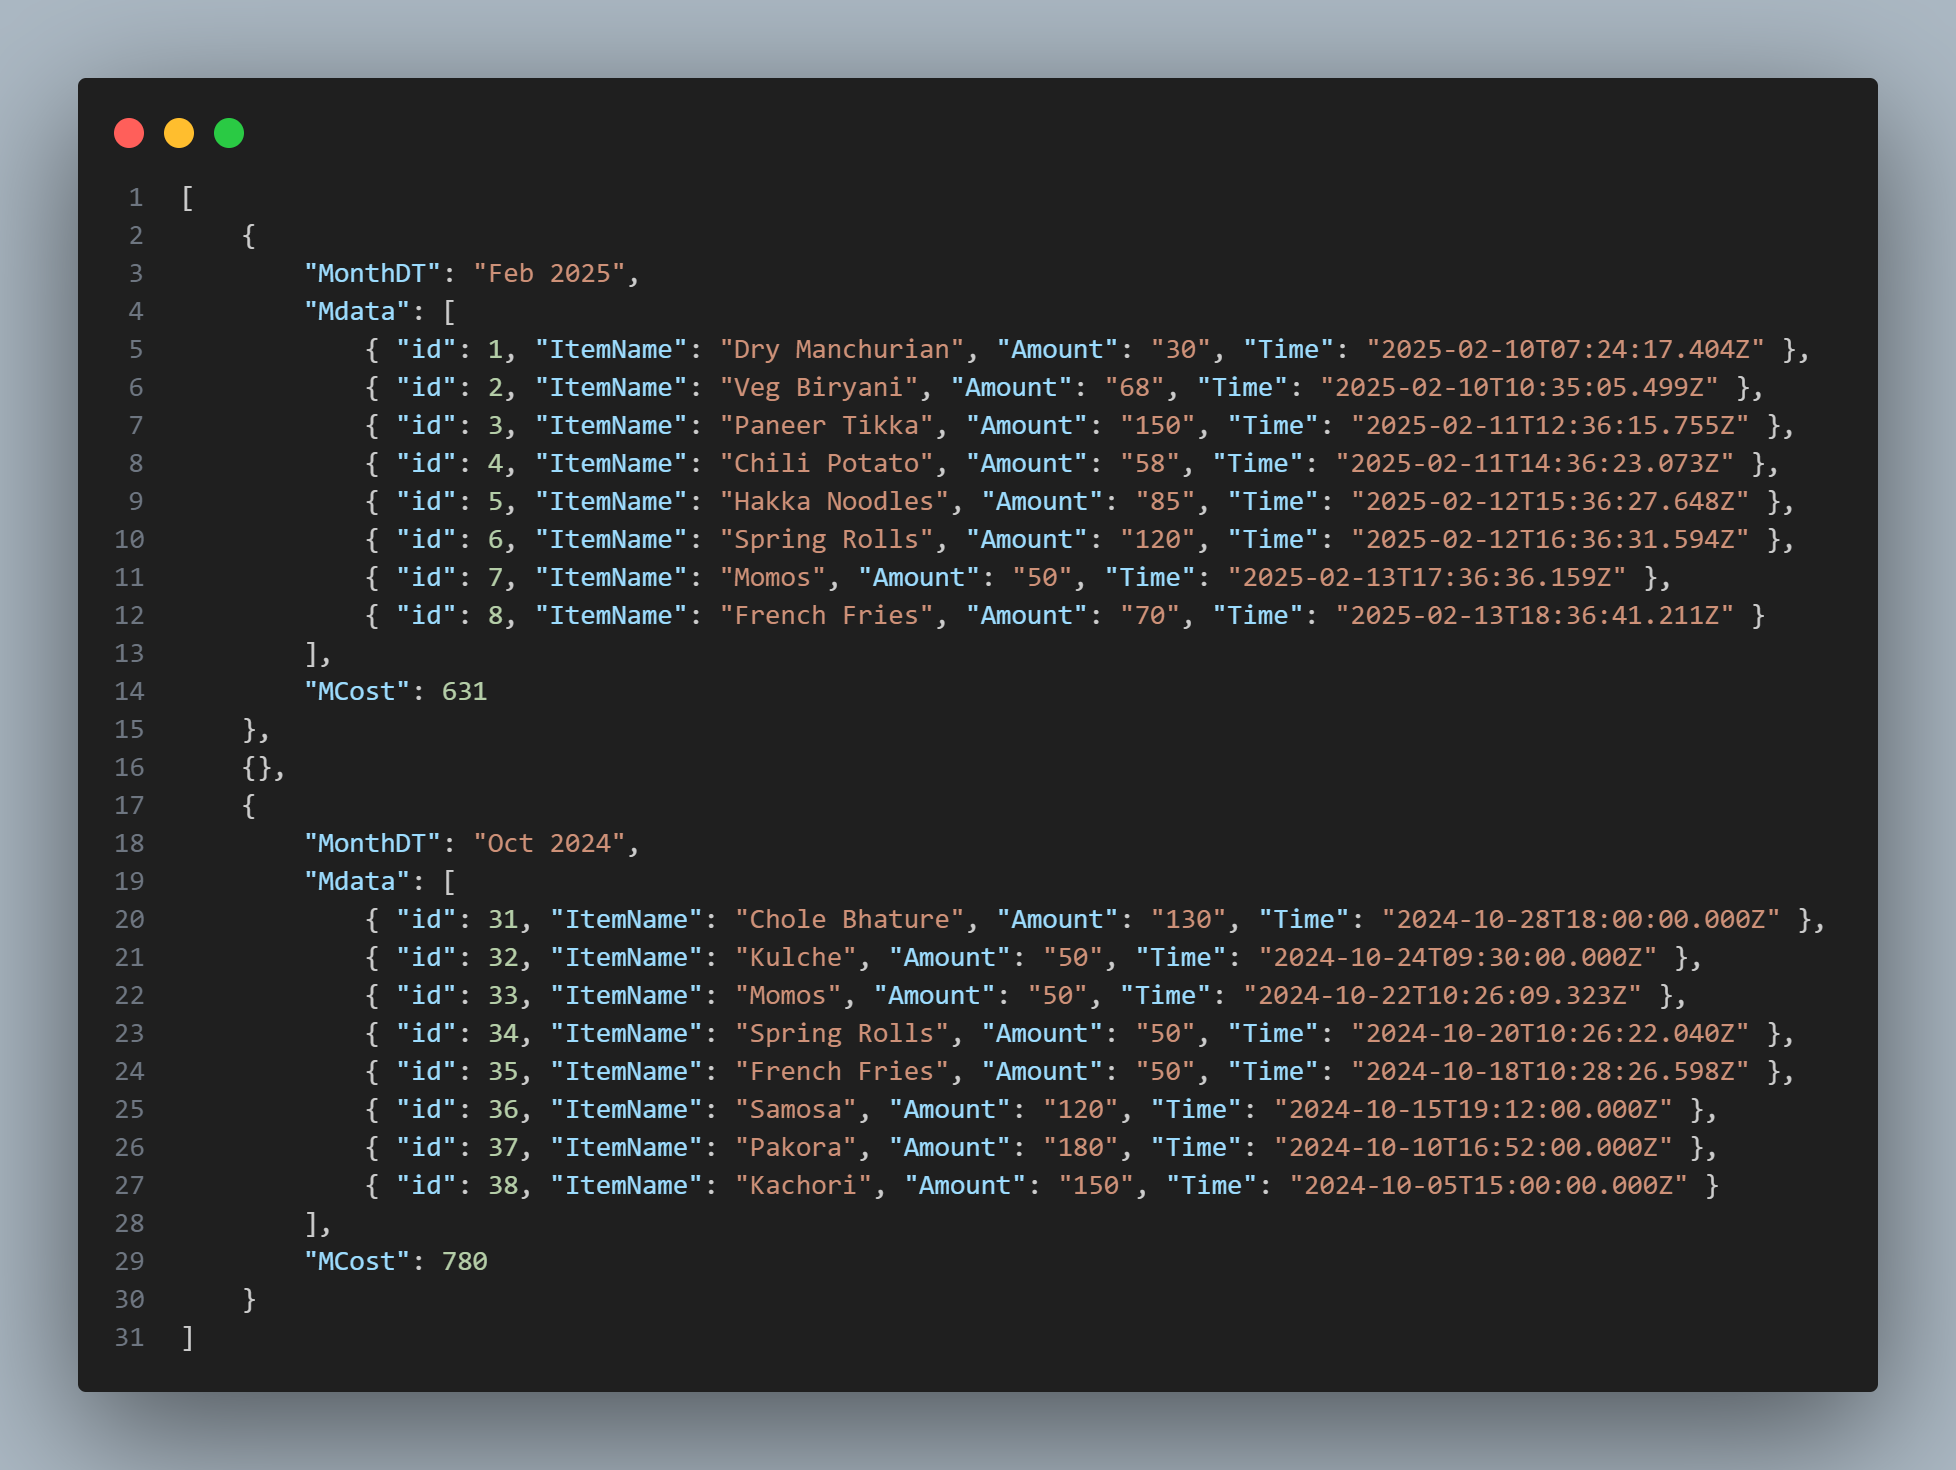 1 [
2     {
3         "MonthDT": "Feb 2025",
4         "Mdata": [
5             { "id": 1, "ItemName": "Dry Manchurian", "Amount": "30", "Time": "2025-02-10T07:24:17.404Z" },
6             { "id": 2, "ItemName": "Veg Biryani", "Amount": "68", "Time": "2025-02-10T10:35:05.499Z" },
7             { "id": 3, "ItemName": "Paneer Tikka", "Amount": "150", "Time": "2025-02-11T12:36:15.755Z" },
8             { "id": 4, "ItemName": "Chili Potato", "Amount": "58", "Time": "2025-02-11T14:36:23.073Z" },
9             { "id": 5, "ItemName": "Hakka Noodles", "Amount": "85", "Time": "2025-02-12T15:36:27.648Z" },
10             { "id": 6, "ItemName": "Spring Rolls", "Amount": "120", "Time": "2025-02-12T16:36:31.594Z" },
11             { "id": 7, "ItemName": "Momos", "Amount": "50", "Time": "2025-02-13T17:36:36.159Z" },
12             { "id": 8, "ItemName": "French Fries", "Amount": "70", "Time": "2025-02-13T18:36:41.211Z" }
13         ],
14         "MCost": 631
15     },
16     {},
17     {
18         "MonthDT": "Oct 2024",
19         "Mdata": [
20             { "id": 31, "ItemName": "Chole Bhature", "Amount": "130", "Time": "2024-10-28T18:00:00.000Z" },
21             { "id": 32, "ItemName": "Kulche", "Amount": "50", "Time": "2024-10-24T09:30:00.000Z" },
22             { "id": 33, "ItemName": "Momos", "Amount": "50", "Time": "2024-10-22T10:26:09.323Z" },
23             { "id": 34, "ItemName": "Spring Rolls", "Amount": "50", "Time": "2024-10-20T10:26:22.040Z" },
24             { "id": 35, "ItemName": "French Fries", "Amount": "50", "Time": "2024-10-18T10:28:26.598Z" },
25             { "id": 36, "ItemName": "Samosa", "Amount": "120", "Time": "2024-10-15T19:12:00.000Z" },
26             { "id": 37, "ItemName": "Pakora", "Amount": "180", "Time": "2024-10-10T16:52:00.000Z" },
27             { "id": 38, "ItemName": "Kachori", "Amount": "150", "Time": "2024-10-05T15:00:00.000Z" }
28         ],
29         "MCost": 780
30     }
31 ]